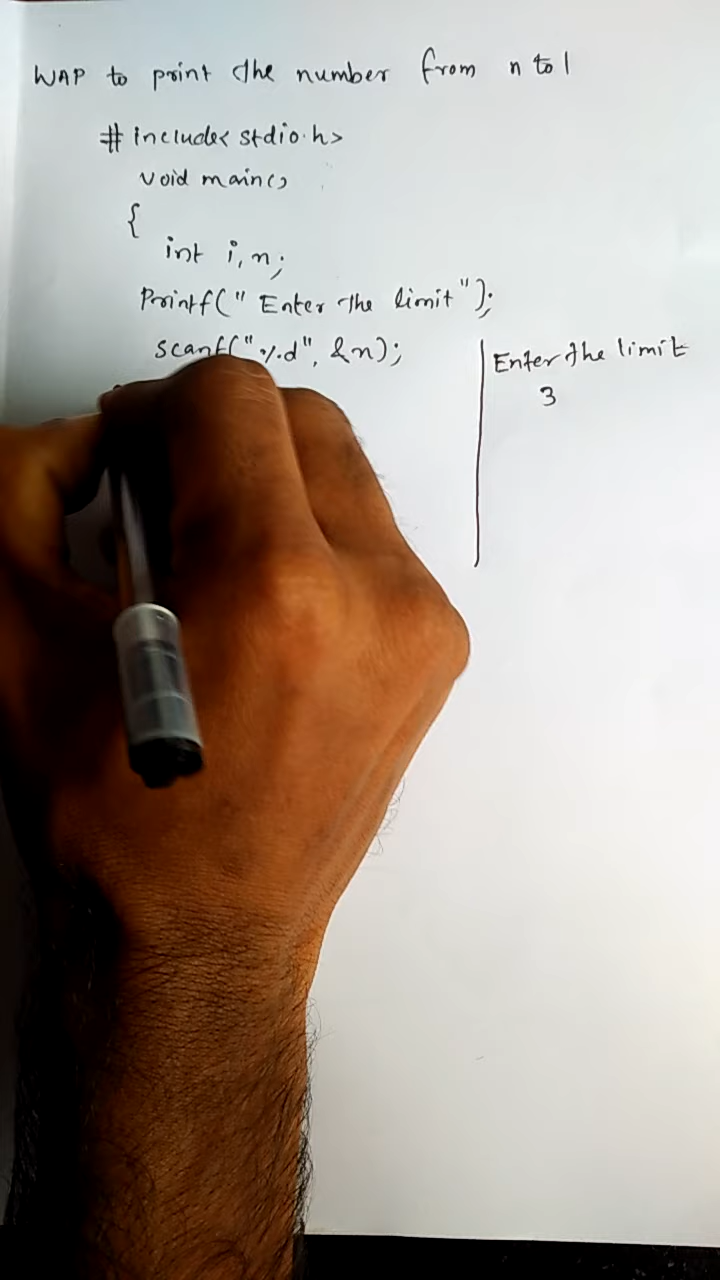 WAP to print the number from n to 1
#include<stdio.h>
void main()
{
int i,n;
Printf(" Enter the limit");
scanf("%d", &n);
Enter the limit
3